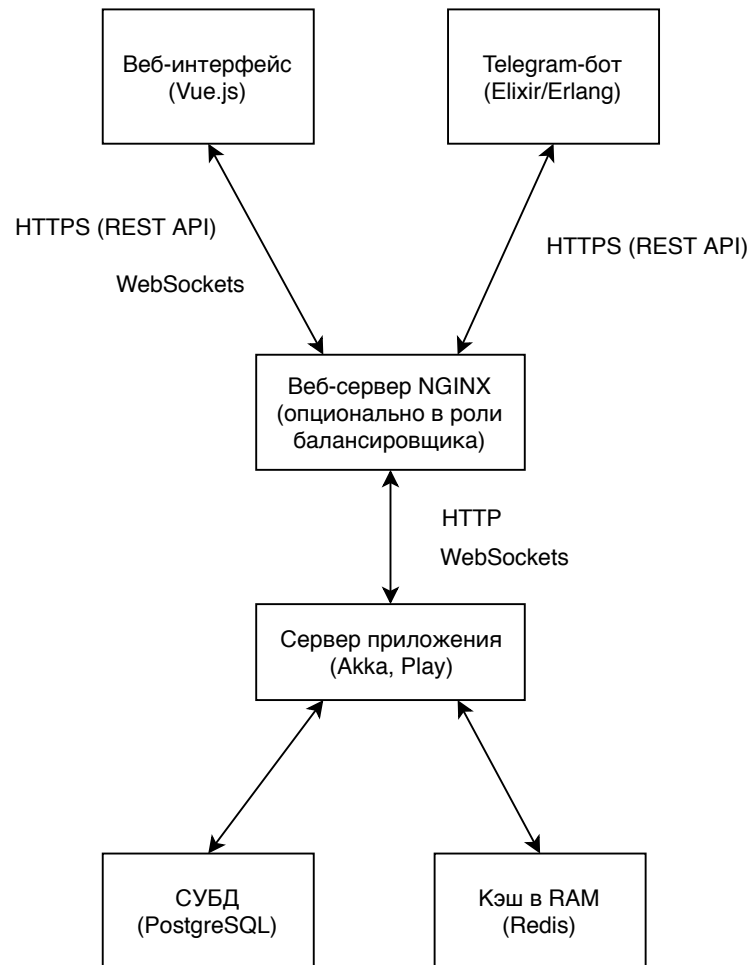 Веб-интерфейс
(Vue.js)
Telegram-бот
(Elixir/Erlang)
HTTPS (REST API)
WebSockets
HTTPS (REST API)
Веб-сервер NGINX
(опционально в роли
балансировщика)
HTTP
WebSockets
Сервер приложения
(Akka, Play)
СУБД
(PostgreSQL)
Кэш в RAM
(Redis)